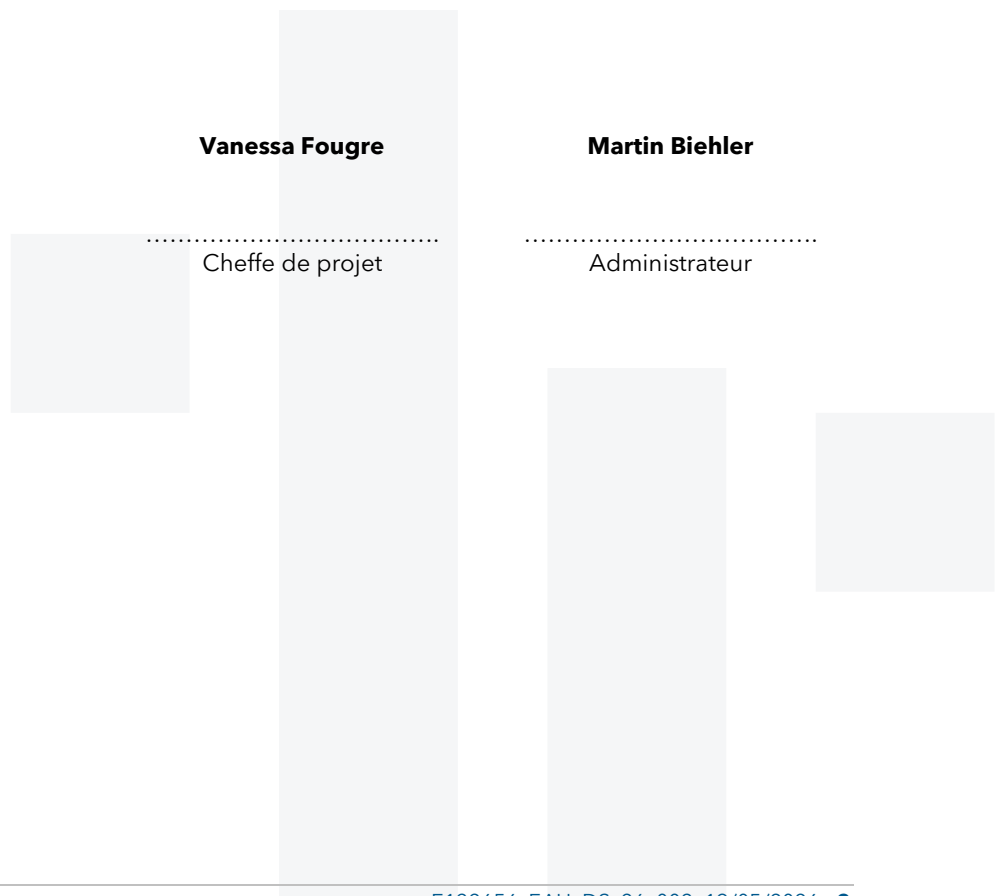 Vanessa Fougre
Martin Biehler
……………………………….
……………………………….
Cheffe de projet
Administrateur